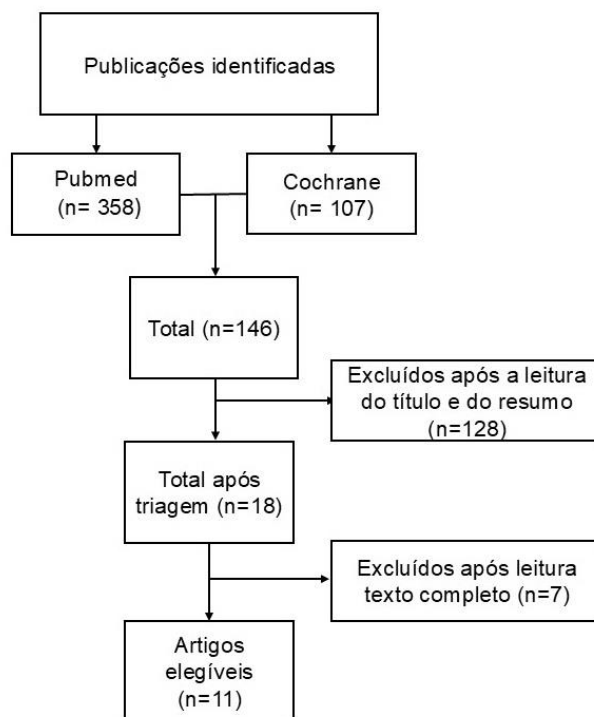 Publicações identificadas
Pubmed
(n= 358)
Cochrane
(n= 107)
Total (n=146)
Excluídos após a leitura
do título e do resumo
(n=128)
Total após
triagem (n=18)
Excluídos após leitura
texto completo (n=7)
Artigos
elegíveis
(n=11)